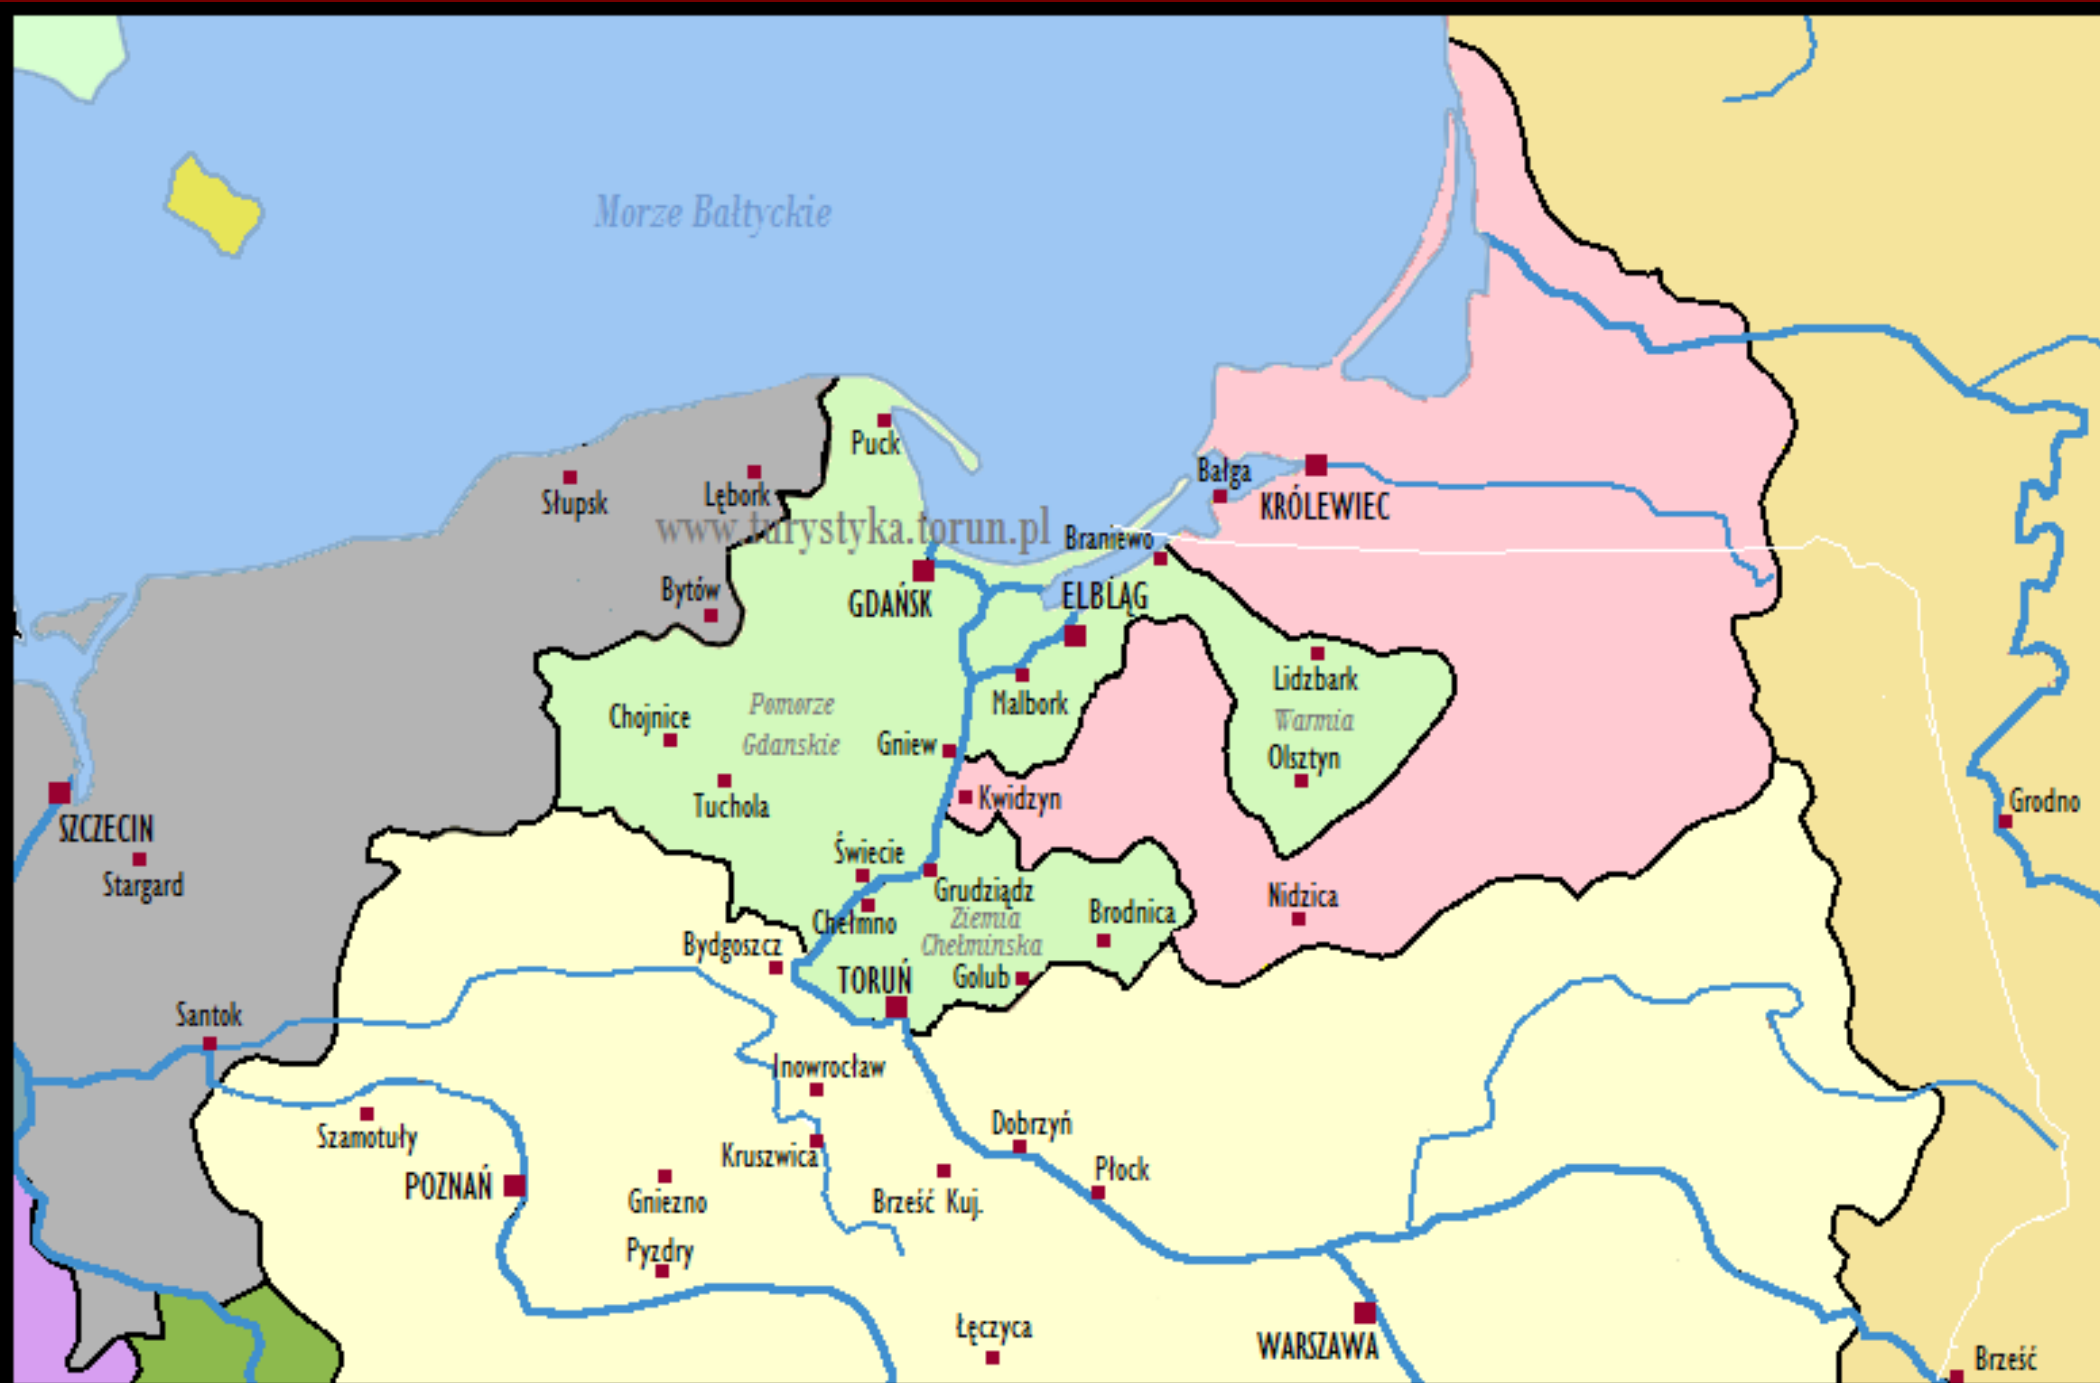 Morze Bałtyckie
Puck
Słupsk
Lębork
Bałga
KRÓLEWIEC
www.turystyka.torun.pl
Braniewo
Bytów
GDAŃSK
ELBLĄG
Lidzbark
Warmia
Olsztyn
Malbork
Chojnice
Pomorze
Gdanskie
Gniew
Tuchola
Kwidzyn
SZCZECIN
Stargard
Świecie
Grudziądz
Chełmno
Ziemia
Chełminska
Brodnica
Nidzica
Grodno
Bydgoszcz
TORUŃ
Golub
Santok
Inowrocław
Szamotuły
Dobrzyń
Kruszwica
POZNAŃ
Gniezno
Brześć Kuj.
Płock
Pyzdry
Łęczyca
WARSZAWA
Brześć